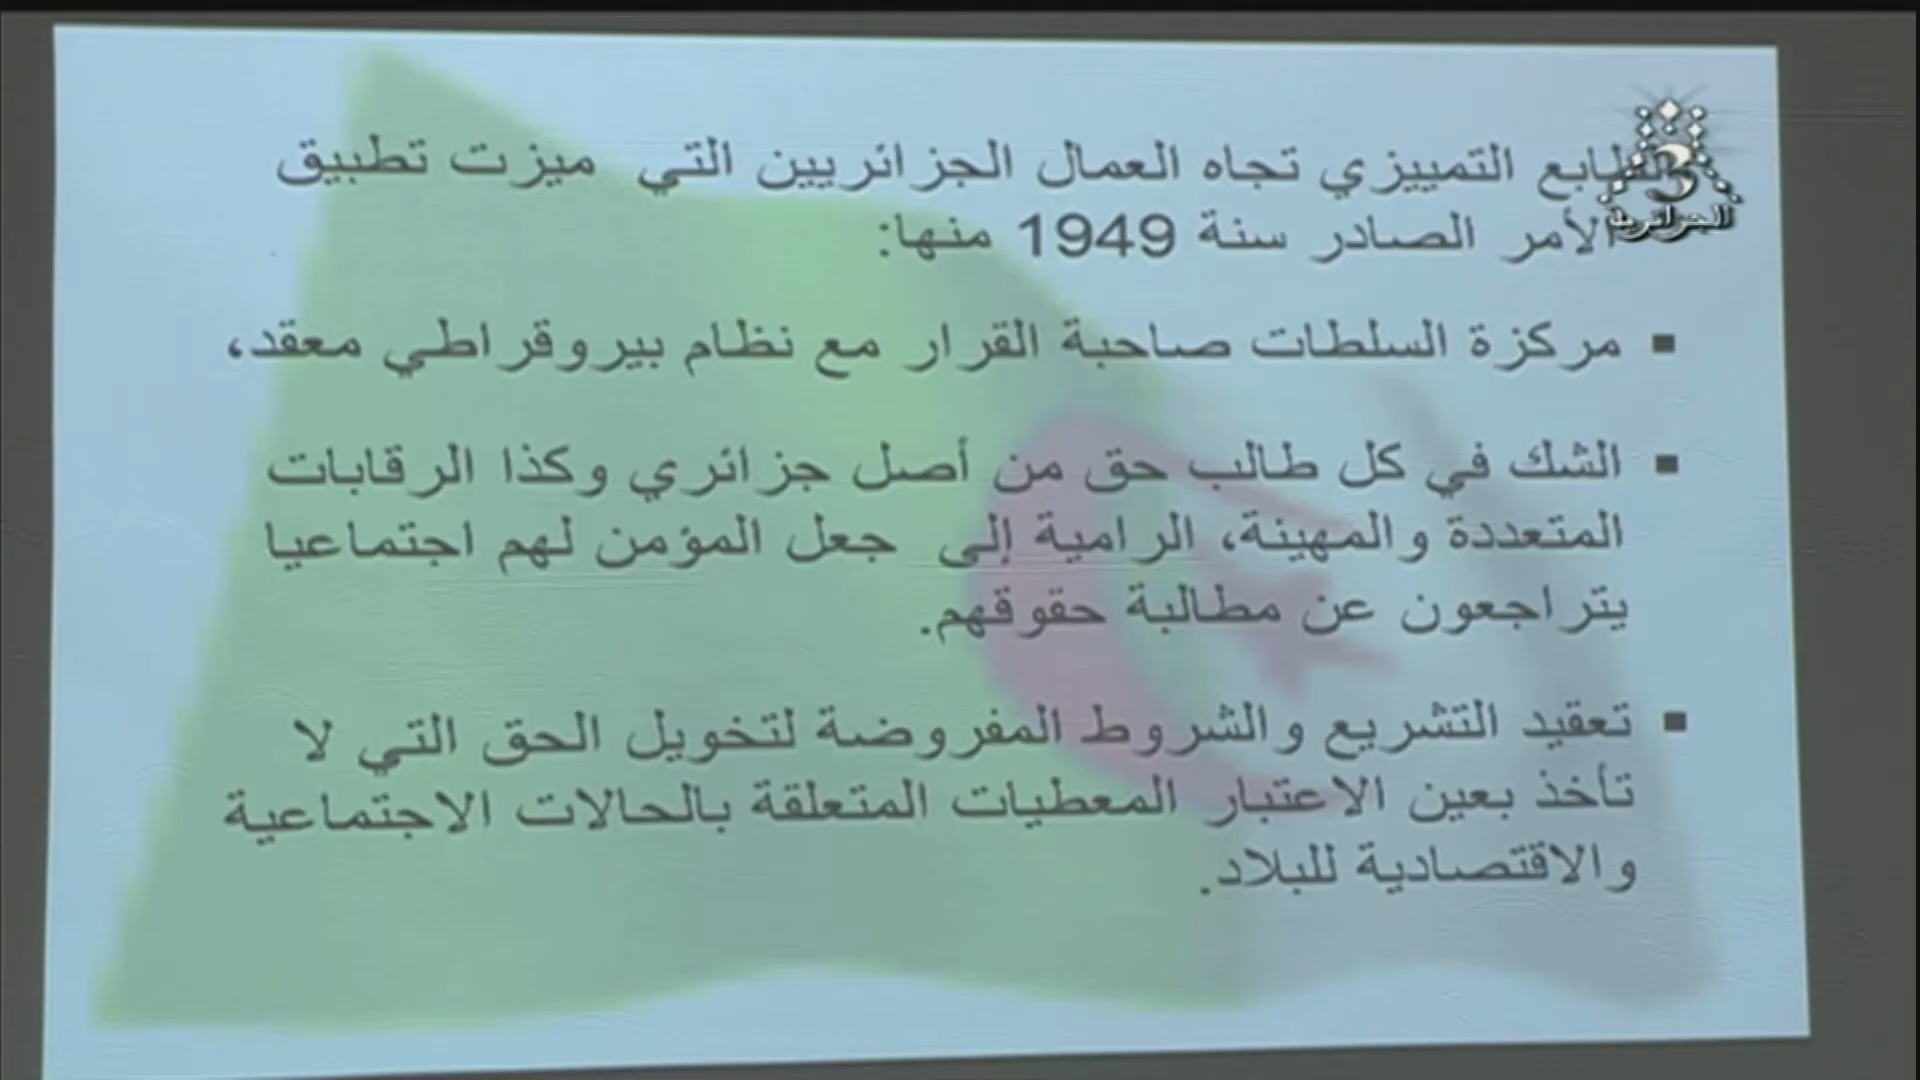 الطابع التمييزي تجاه العمال الجزائريين التي ميزت تطبيق
الأمر الصادر سنة 1949 منها:
▪ مركزة السلطات صاحبة القرار مع نظام بيروقراطي معقد،
▪ الشك في كل طالب حق من أصل جزائري وكذا الرقابات
المتعددة والمهينة، الرامية إلى جعل المؤمن لهم اجتماعيا
يتراجعون عن مطالبة حقوقهم.
▪ تعقيد التشريع والشروط المفروضة لتخويل الحق التي لا
تأخذ بعين الاعتبار المعطيات المتعلقة بالحالات الاجتماعية
والاقتصادية للبلاد.
3
الجزائرية